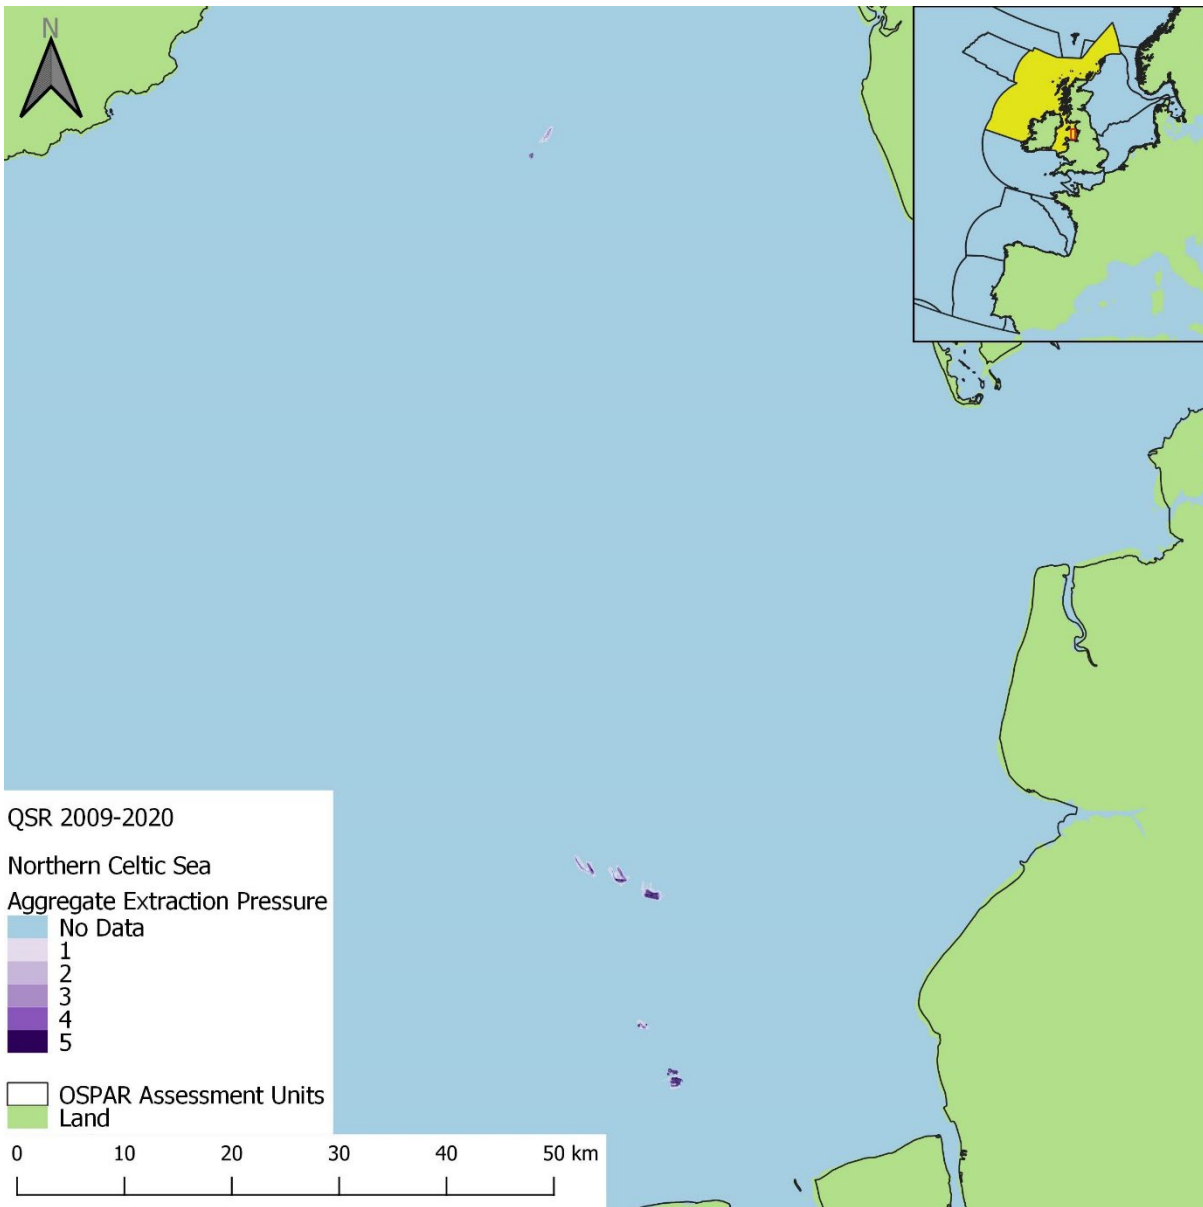 N
QSR 2009-2020
Northern Celtic Sea
Aggregate Extraction Pressure
No Data
1
2
3
4
5
OSPAR Assessment Units
Land
0 10 20 30 40 50 km